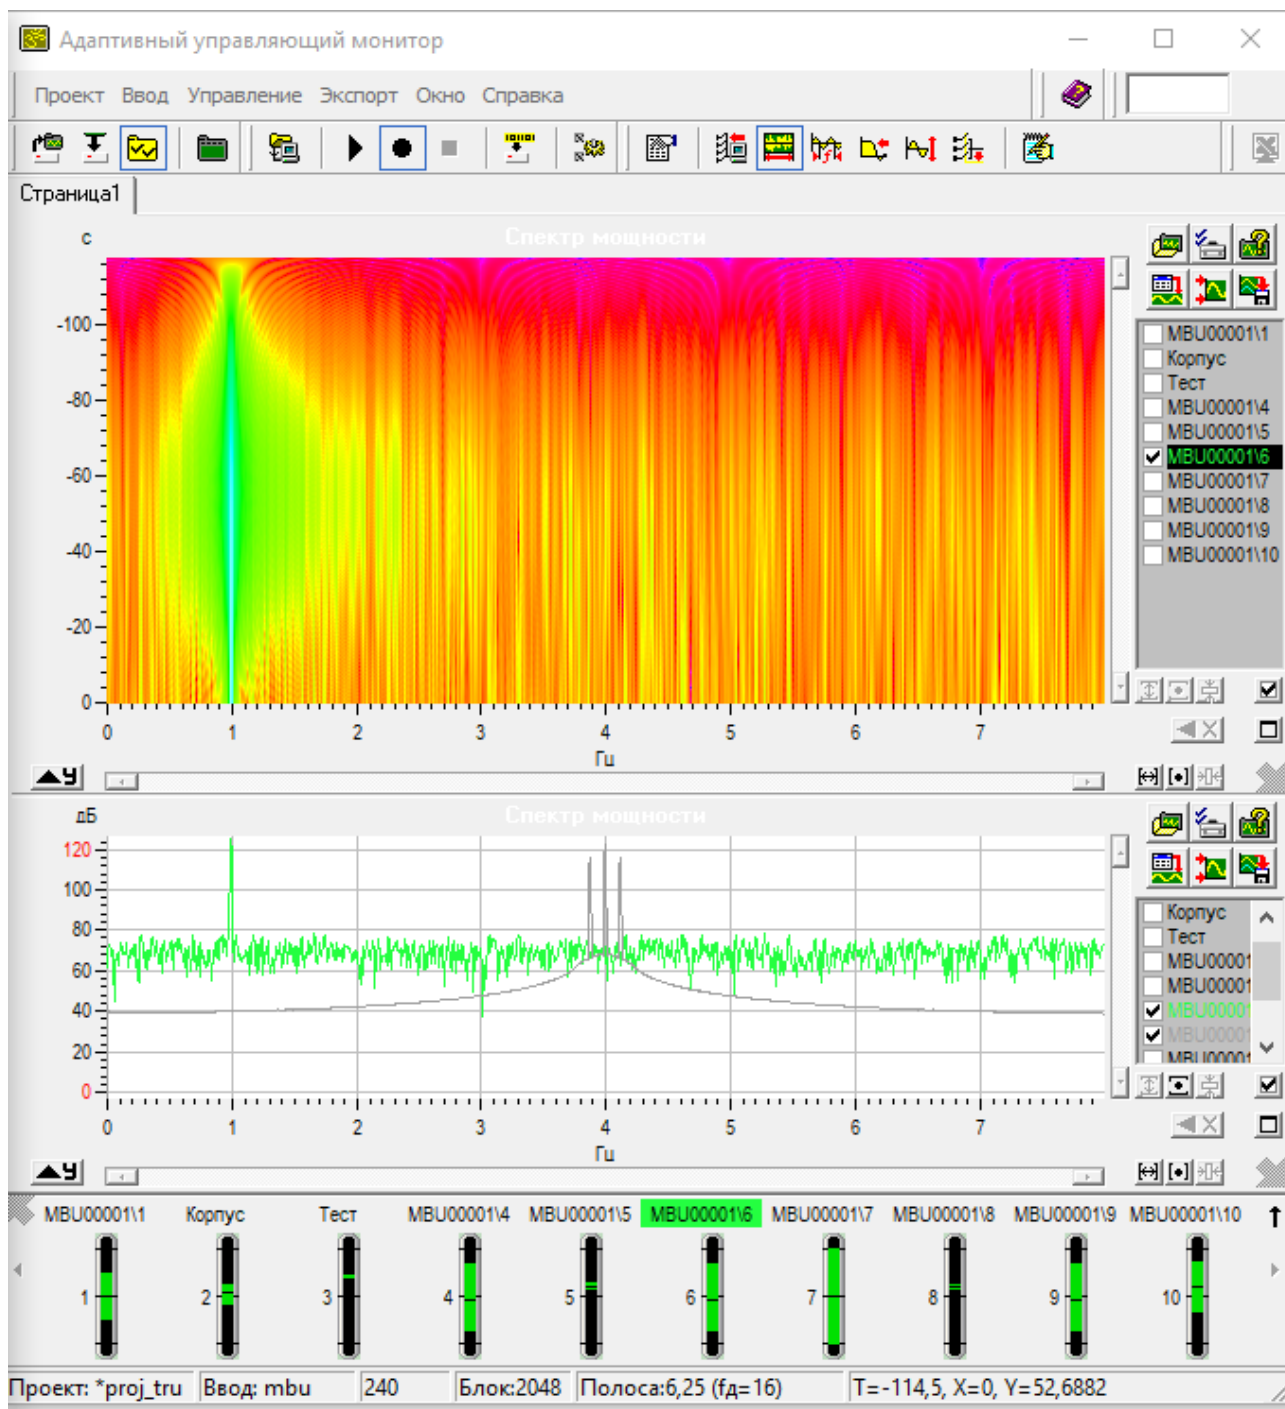 Адаптивный управляющий монитор
Проект Ввод Управление Экспорт Окно Справка
Страница1
с
Спектр мощности
-100
-80
-60
-40
-20
0
0 1 2 3 4 5 6 7
Гц
У
MBU00001\1
Корпус
Тест
MBU00001\4
MBU00001\5
MBU00001\6
MBU00001\7
MBU00001\8
MBU00001\9
MBU00001\10
дБ
Спектр мощности
120
100
80
60
40
20
0
0 1 2 3 4 5 6 7
Гц
У
Корпус
Тест
MBU00001
MBU00001
MBU00001
MBU00001
MBU00001
MBU00001\1 Корпус Тест MBU00001\4 MBU00001\5 MBU00001\6 MBU00001\7 MBU00001\8 MBU00001\9 MBU00001\10
1 2 3 4 5 6 7 8 9 10
Проект: *proj_tru Ввод: mbu 240 Блок:2048 Полоса:6,25 (fд=16) T=-114,5, X=0, Y=52,6882